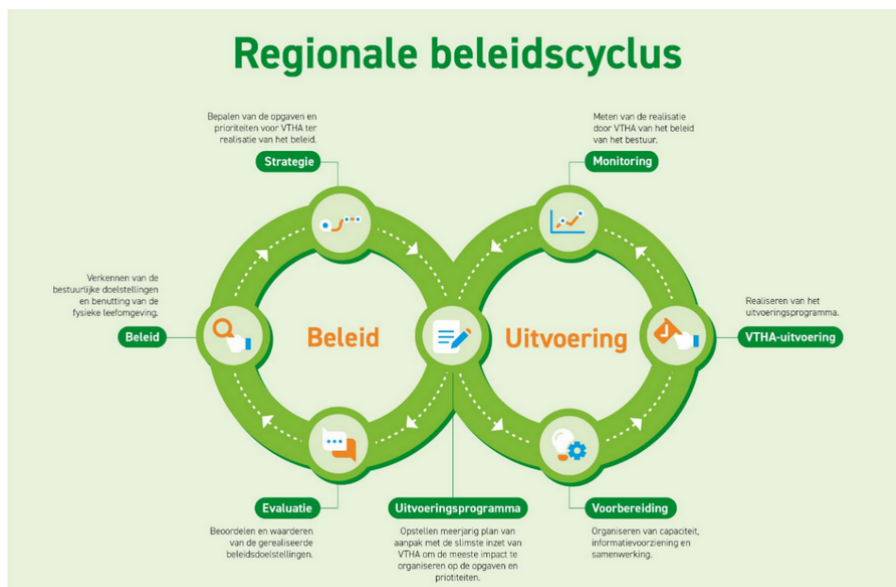 Regionale beleidscyclus
Bepalen van de opgaven en
prioriteiten voor VTHA ter
realisatie van het beleid.
Strategie
Meten van de realisatie
door VTHA van het beleid
van het bestuur.
Monitoring
Verkennen van de
bestuurlijke doelstellingen
en benutting van de
fysieke leefomgeving.
Beleid
Beleid
Uitvoering
Realiseren van het
uitvoeringsprogramma.
VTHA-uitvoering
Evaluatie
Beoordelen en waarderen
van de gerealiseerde
beleidsdoelstellingen.
Uitvoeringsprogramma
Opstellen meerjarig plan van
aanpak met de slimste inzet van
VTHA om de meeste impact te
organiseren op de opgaven en
priotiteiten.
Voorbereiding
Organiseren van capaciteit,
informatievoorziening en
samenwerking.